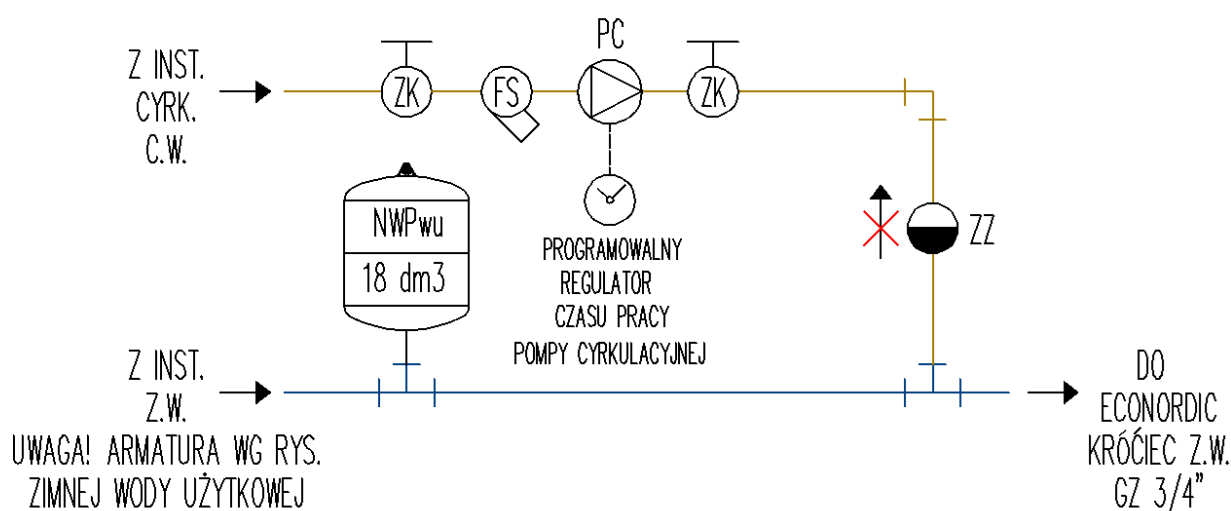 Z INST.
CYRK.
C.W.
ZK
FS
PC
ZK
NWPwu
18 dm3
PROGRAMOWALNY
REGULATOR
CZASU PRACY
POMPY CYRKULACYJNEJ
ZZ
Z INST.
Z.W.
UWAGA! ARMATURA WG RYS.
ZIMNEJ WODY UŻYTKOWEJ
DO
ECONORDIC
KRÓĆIEC Z.W.
GZ 3/4"